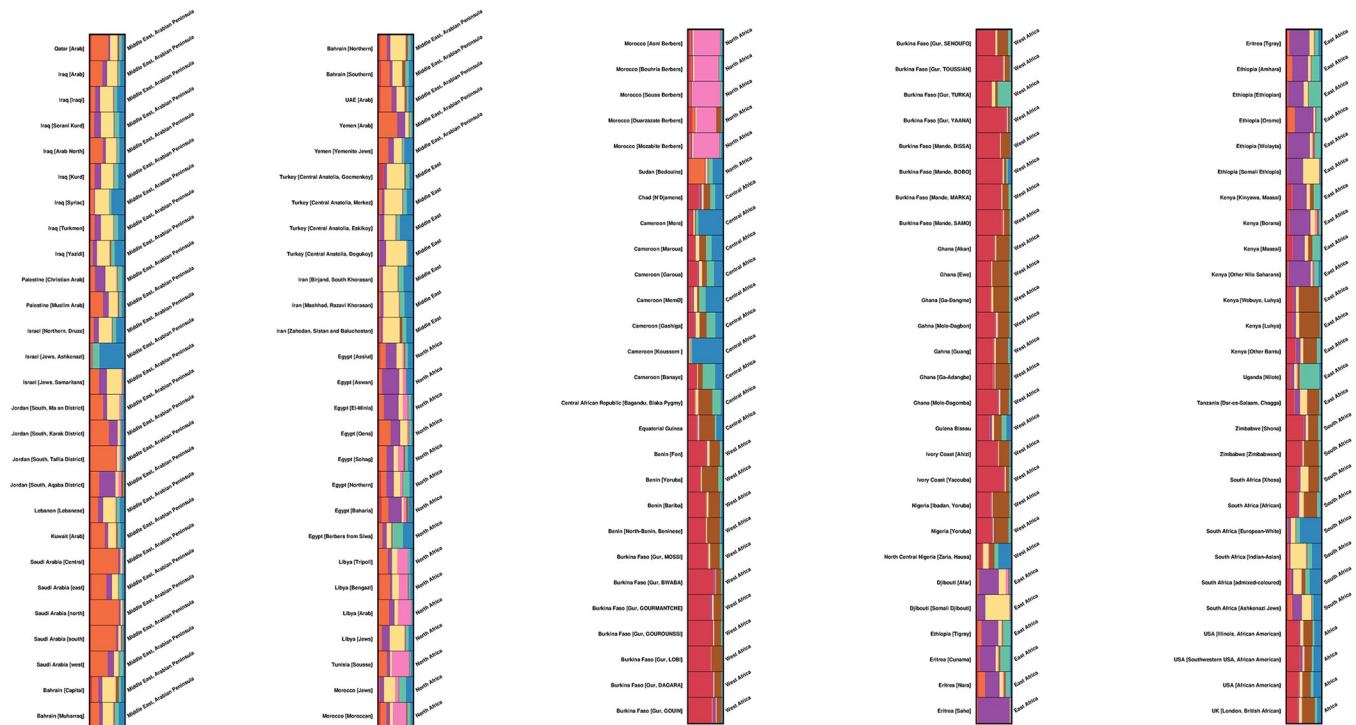 Qatar [Arab] Middle East, Arabian Peninsula
Iraq [Arab] Middle East, Arabian Peninsula
Iraq [Iraqi] Middle East, Arabian Peninsula
Iraq [Sorani Kurd] Middle East, Arabian Peninsula
Iraq [Arab North] Middle East, Arabian Peninsula
Iraq [Kurd] Middle East, Arabian Peninsula
Iraq [Syriac] Middle East, Arabian Peninsula
Iraq [Turkmen] Middle East, Arabian Peninsula
Iraq [Yazidi] Middle East, Arabian Peninsula
Palestine [Christian Arab] Middle East, Arabian Peninsula
Palestine [Muslim Arab] Middle East, Arabian Peninsula
Israel [Northern, Druze] Middle East, Arabian Peninsula
Israel [Jews, Ashkenazi] Middle East, Arabian Peninsula
Israel [Jews, Samaritans] Middle East, Arabian Peninsula
Jordan [South, Ma an District] Middle East, Arabian Peninsula
Jordan [South, Karak District] Middle East, Arabian Peninsula
Jordan [South, Tafila District] Middle East, Arabian Peninsula
Jordan [South, Aqaba District] Middle East, Arabian Peninsula
Lebanon [Lebanese] Middle East, Arabian Peninsula
Kuwait [Arab] Middle East, Arabian Peninsula
Saudi Arabia [Central] Middle East, Arabian Peninsula
Saudi Arabia [east] Middle East, Arabian Peninsula
Saudi Arabia [north] Middle East, Arabian Peninsula
Saudi Arabia [south] Middle East, Arabian Peninsula
Saudi Arabia [west] Middle East, Arabian Peninsula
Bahrain [Capital] Middle East, Arabian Peninsula
Bahrain [Muharraq] Middle East, Arabian Peninsula
Bahrain [Northern] Middle East, Arabian Peninsula
Bahrain [Southern] Middle East, Arabian Peninsula
UAE [Arab] Middle East, Arabian Peninsula
Yemen [Arab] Middle East, Arabian Peninsula
Yemen [Yemenite Jews] Middle East, Arabian Peninsula
Turkey [Central Anatolia, Gocmenkoy] Middle East
Turkey [Central Anatolia, Merkez] Middle East
Turkey [Central Anatolia, Eskikoy] Middle East
Turkey [Central Anatolia, Dogukoy] Middle East
Iran [Birjand, South Khorasan] Middle East
Iran [Mashhad, Razavi Khorasan] Middle East
Iran [Zahedan, Sistan and Baluchestan] Middle East
Egypt [Assiut] North Africa
Egypt [Aswan] North Africa
Egypt [El-Minia] North Africa
Egypt [Qena] North Africa
Egypt [Sohag] North Africa
Egypt [Northern] North Africa
Egypt [Baharia] North Africa
Egypt [Berbers from Siwa] North Africa
Libya [Tripoli] North Africa
Libya [Bengazi] North Africa
Libya [Arab] North Africa
Libya [Jews] North Africa
Tunisia [Sousse] North Africa
Morocco [Jews] North Africa
Morocco [Moroccan] North Africa
Morocco [Asni Berbers] North Africa
Morocco [Bouhria Berbers] North Africa
Morocco [Souss Berbers] North Africa
Morocco [Ouarzazate Berbers] North Africa
Morocco [Mozabite Berbers] North Africa
Sudan [Bedouins] North Africa
Chad [N'Djamena] Central Africa
Cameroon [Mora] Central Africa
Cameroon [Maroua] Central Africa
Cameroon [Garoua] Central Africa
Cameroon [MemD] Central Africa
Cameroon [Gashiga] Central Africa
Cameroon [Koussom ] Central Africa
Cameroon [Banaye] Central Africa
Central African Republic [Bagandu, Biaka Pygmy] Central Africa
Equatorial Guinea Central Africa
Benin [Fon] West Africa
Benin [Yoruba] West Africa
Benin [Bariba] West Africa
Benin [North-Benin, Beninese] West Africa
Burkina Faso [Gur, MOSSI] West Africa
Burkina Faso [Gur, BWABA] West Africa
Burkina Faso [Gur, GOURMANTCHE] West Africa
Burkina Faso [Gur, GOUROUNSSI] West Africa
Burkina Faso [Gur, LOBI] West Africa
Burkina Faso [Gur, DAGARA] West Africa
Burkina Faso [Gur, GOUIN] West Africa
Burkina Faso [Gur, SENOUFO] West Africa
Burkina Faso [Gur, TOUSSIAN] West Africa
Burkina Faso [Gur, TURKA] West Africa
Burkina Faso [Gur, YAANA] West Africa
Burkina Faso [Mande, BISSA] West Africa
Burkina Faso [Mande, BOBO] West Africa
Burkina Faso [Mande, MARKA] West Africa
Burkina Faso [Mande, SAMO] West Africa
Ghana [Akan] West Africa
Ghana [Ewe] West Africa
Ghana [Ga-Dangme] West Africa
Gahna [Mole-Dagbon] West Africa
Gahna [Guang] West Africa
Ghana [Ga-Adangbe] West Africa
Ghana [Mole-Dagomba] West Africa
Guiena Bissau West Africa
Ivory Coast [Ahizi] West Africa
Ivory Coast [Yacouba] West Africa
Nigeria [Ibadan, Yoruba] West Africa
Nigeria [Yoruba] West Africa
North Central Nigeria [Zaria, Hausa] West Africa
Djibouti [Afar] East Africa
Djibouti [Somali Djibouti] East Africa
Ethiopia [Tigray] East Africa
Eritrea [Cunama] East Africa
Eritrea [Nara] East Africa
Eritrea [Saho] East Africa
Eritrea [Tgray] East Africa
Ethiopia [Amhara] East Africa
Ethiopia [Ethiopian] East Africa
Ethiopia [Oromo] East Africa
Ethiopia [Wolayta] East Africa
Ethiopia [Somali Ethiopia] East Africa
Kenya [Kinyawa, Maasai] East Africa
Kenya [Borana] East Africa
Kenya [Maasai] East Africa
Kenya [Other Nilo Saharans] East Africa
Kenya [Webuye, Luhya] East Africa
Kenya [Luhya] East Africa
Kenya [Other Bantu] East Africa
Uganda [Nilote] East Africa
Tanzania [Dar-es-Salaam, Chagga] East Africa
Zimbabwe [Shona] South Africa
Zimbabwe [Zimbabwean] South Africa
South Africa [Xhosa] South Africa
South Africa [African] South Africa
South Africa [European-White] South Africa
South Africa [Indian-Asian] South Africa
South Africa [admixed-coloured] South Africa
South Africa [Ashkenazi Jews] South Africa
USA [Illinois, African American] Africa
USA [Southwestern USA, African American] Africa
USA [African American] Africa
UK [London, British African] Africa